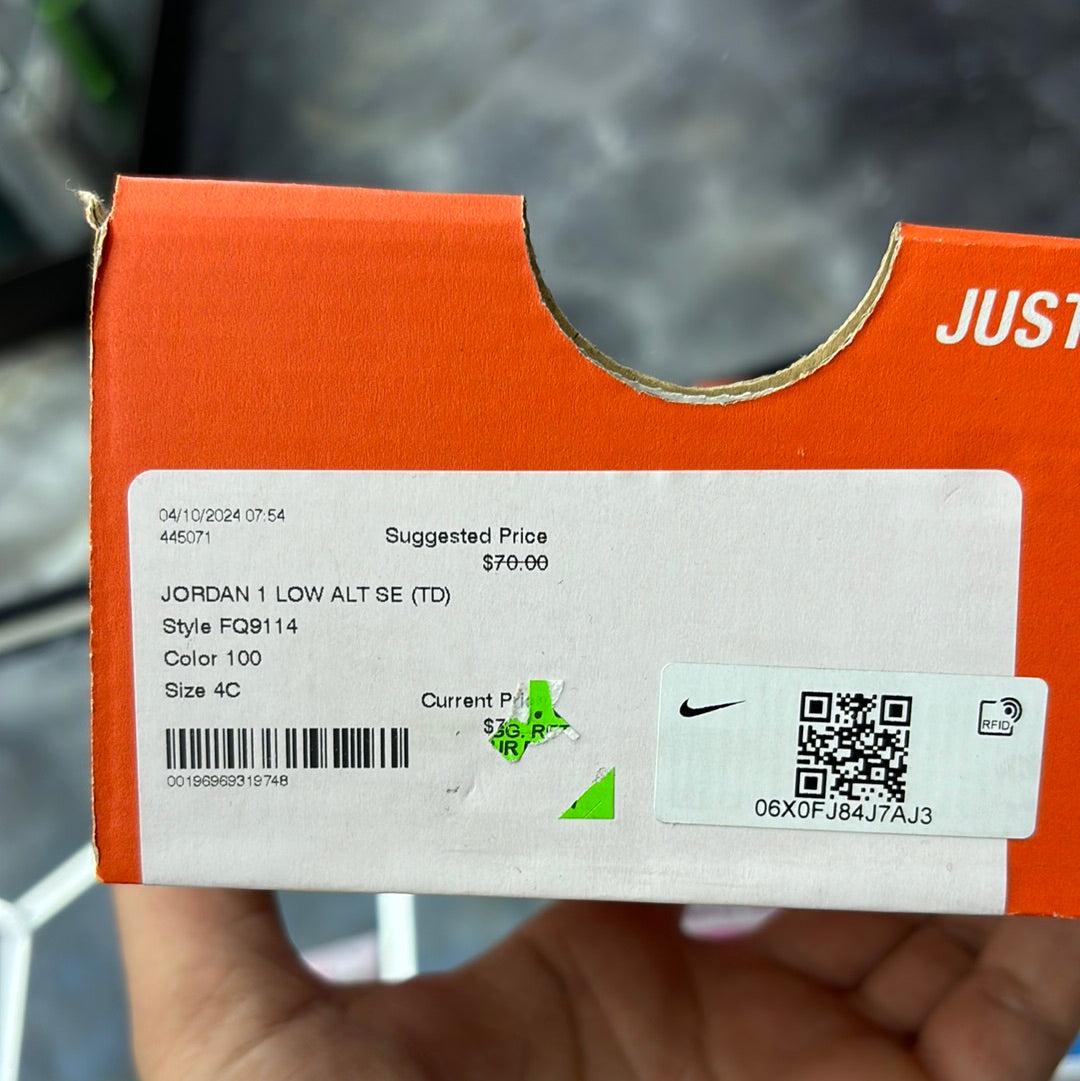 JUST
04/10/2024 07:54
445071
Suggested Price
$70.00
JORDAN 1 LOW ALT SE (TD)
Style FQ9114
Color 100
Size 4C
Current
00196969319748
RFID
06X0FJ84J7AJ3